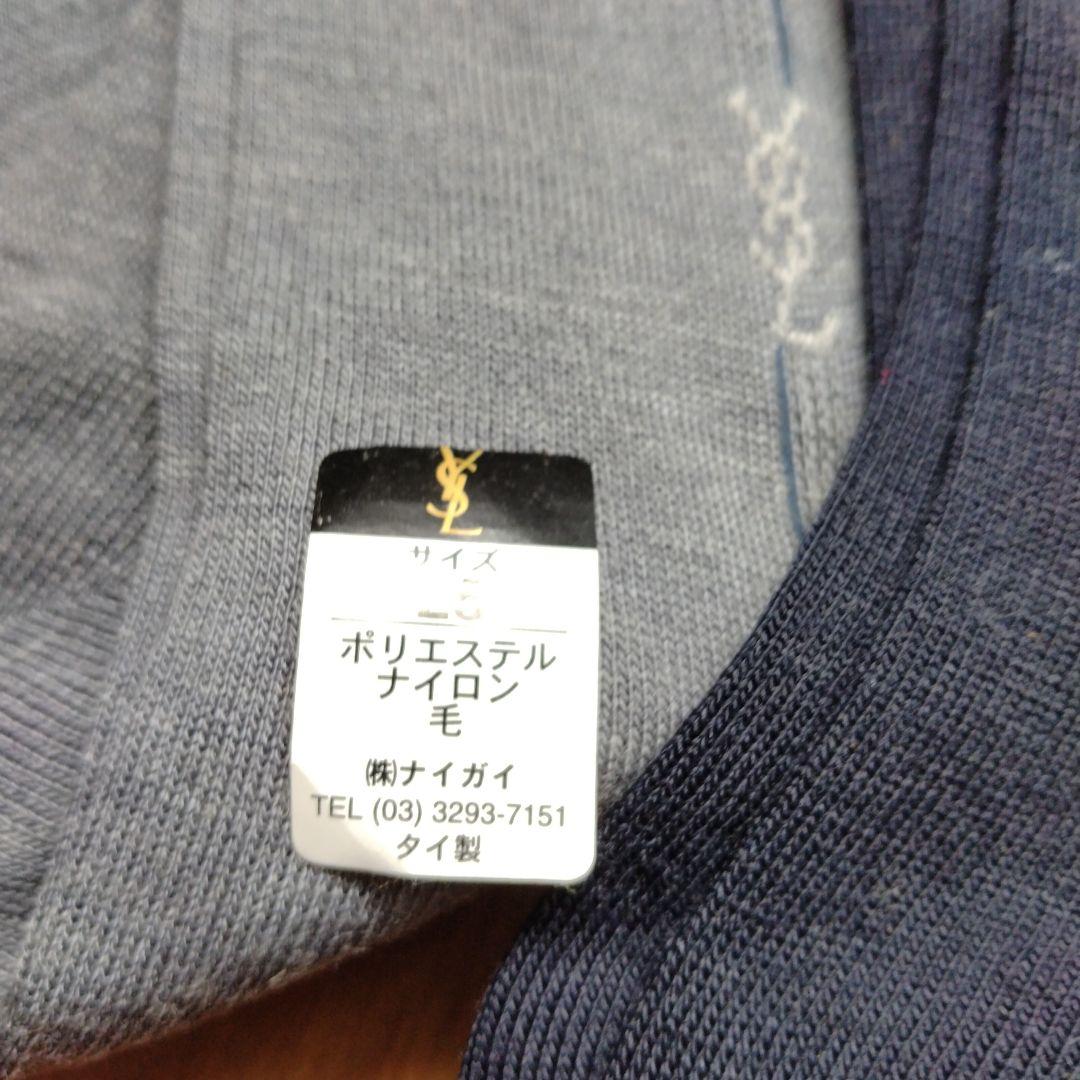 YSL
サイズ
ポリエステル
ナイロン
毛
㈱ナイガイ
TEL (03) 3293-7151
タイ製